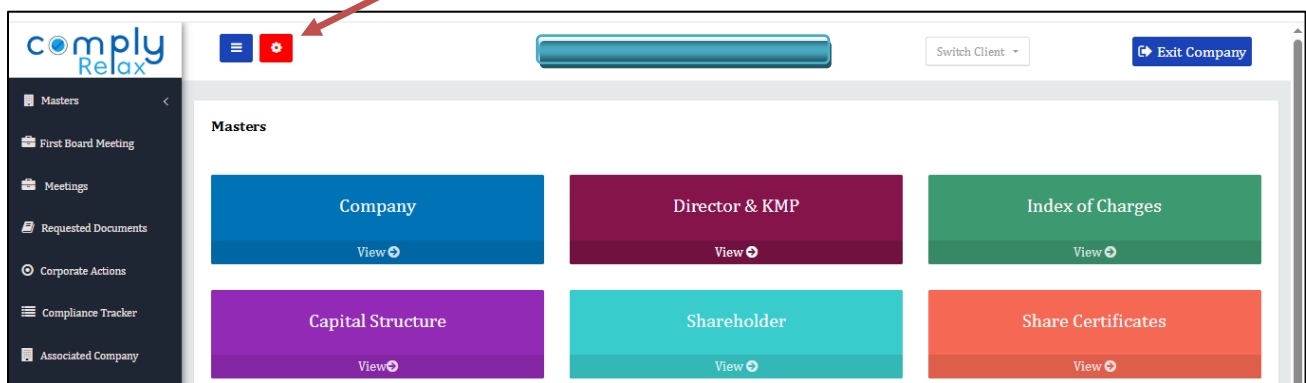 comply
Relax
Switch Client
Exit Company
Masters
First Board Meeting
Meetings
Requested Documents
Corporate Actions
Compliance Tracker
Associated Company
Masters
Company
View
Director & KMP
View
Index of Charges
View
Capital Structure
View
Shareholder
View
Share Certificates
View